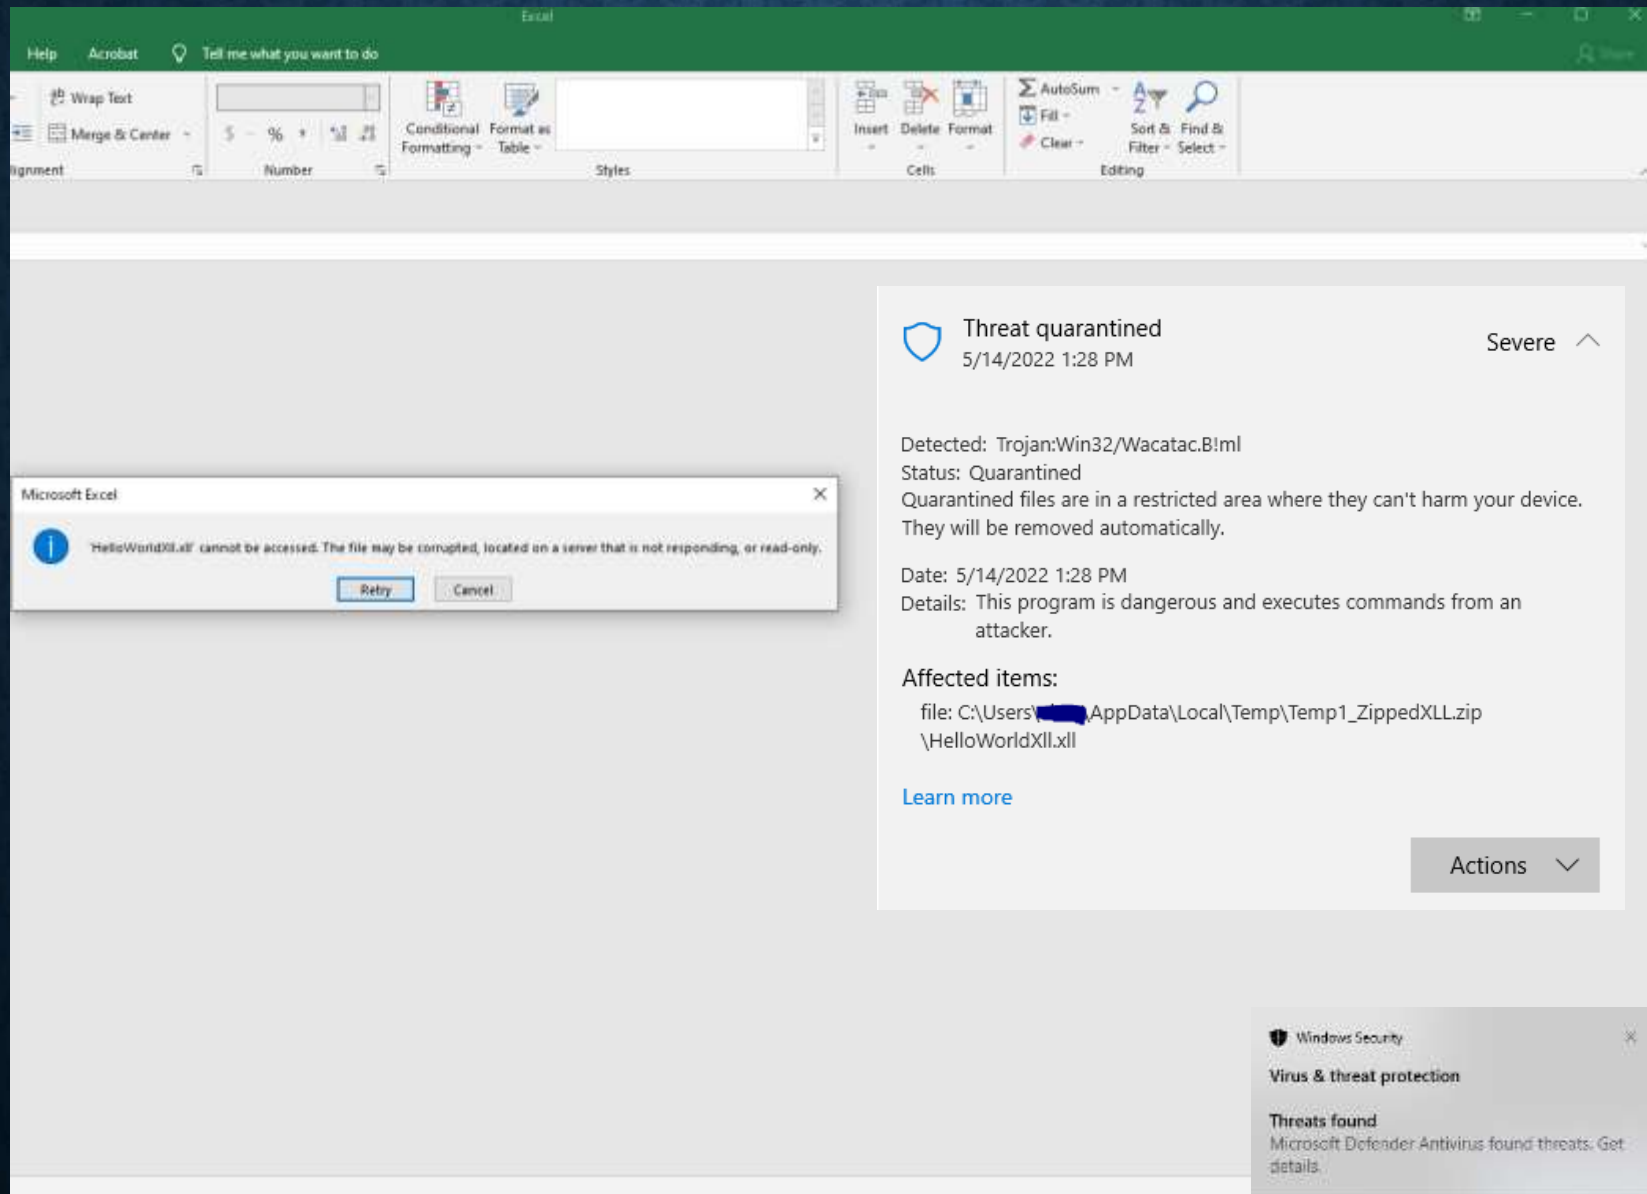 Excel
Help Acrobat Tell me what you want to do
Share
Wrap Text
Merge & Center
$ % ,
Conditional Formatting
Format as Table
Insert Delete Format
AutoSum
Fill
Clear
Sort & Filter
Find & Select
lignment Number Styles Cells Editing
Threat quarantined
5/14/2022 1:28 PM
Severe
Detected: Trojan:Win32/Wacatac.B!ml
Status: Quarantined
Quarantined files are in a restricted area where they can't harm your device.
They will be removed automatically.
Date: 5/14/2022 1:28 PM
Details: This program is dangerous and executes commands from an
attacker.
Affected items:
file: C:\Users\ \AppData\Local\Temp\Temp1_ZippedXLL.zip
\HelloWorldXll.xll
Learn more
Actions
Microsoft Excel
'HelloWorldXll.xll' cannot be accessed. The file may be corrupted, located on a server that is not responding, or read-only.
Retry Cancel
Windows Security
Virus & threat protection
Threats found
Microsoft Defender Antivirus found threats. Get
details.